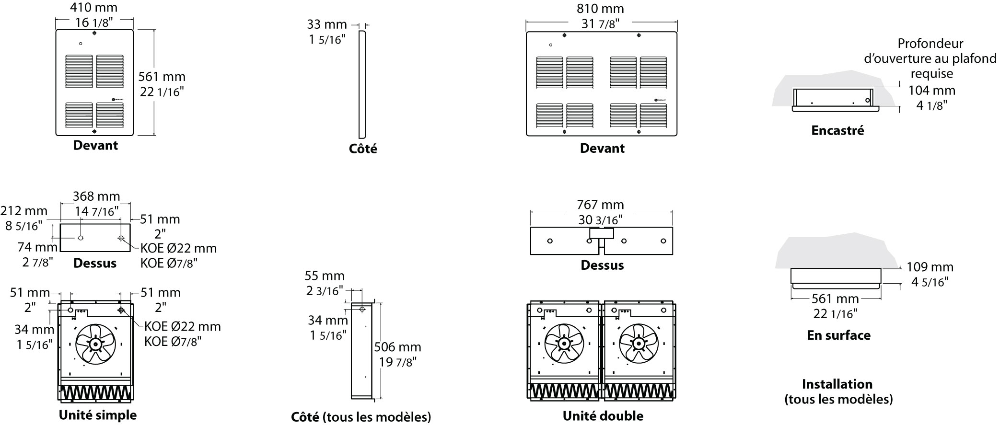 410 mm
16 1/8"
561 mm
22 1/16"
OUELLET
Devant
33 mm
1 5/16"
Côté
810 mm
31 7/8"
OUELLET
Devant
Profondeur
d'ouverture au plafond
requise
104 mm
4 1/8"
Encastré
368 mm
14 7/16"
212 mm
8 5/16"
51 mm
2"
74 mm
2 7/8"
KOE Ø22 mm
KOE Ø7/8"
Dessus
51 mm
2"
51 mm
2"
34 mm
1 5/16"
KOE Ø22 mm
KOE Ø7/8"
Unité simple
55 mm
2 3/16"
34 mm
1 5/16"
506 mm
19 7/8"
Côté (tous les modèles)
767 mm
30 3/16"
Dessus
Unité double
109 mm
4 5/16"
561 mm
22 1/16"
En surface
Installation
(tous les modèles)